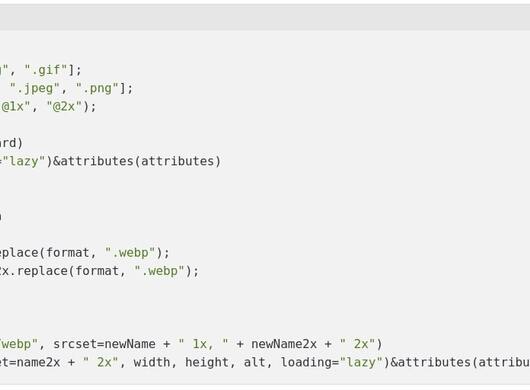 ", ".gif"];
".jpeg", ".png"];
@1x", "@2x");
ard)
="lazy")&attributes(attributes)
eplace(format, ".webp");
2x.replace(format, ".webp");
/webp", srcset=newName + " 1x, " + newName2x + " 2x")
et=name2x + " 2x", width, height, alt, loading="lazy")&attributes(attribu